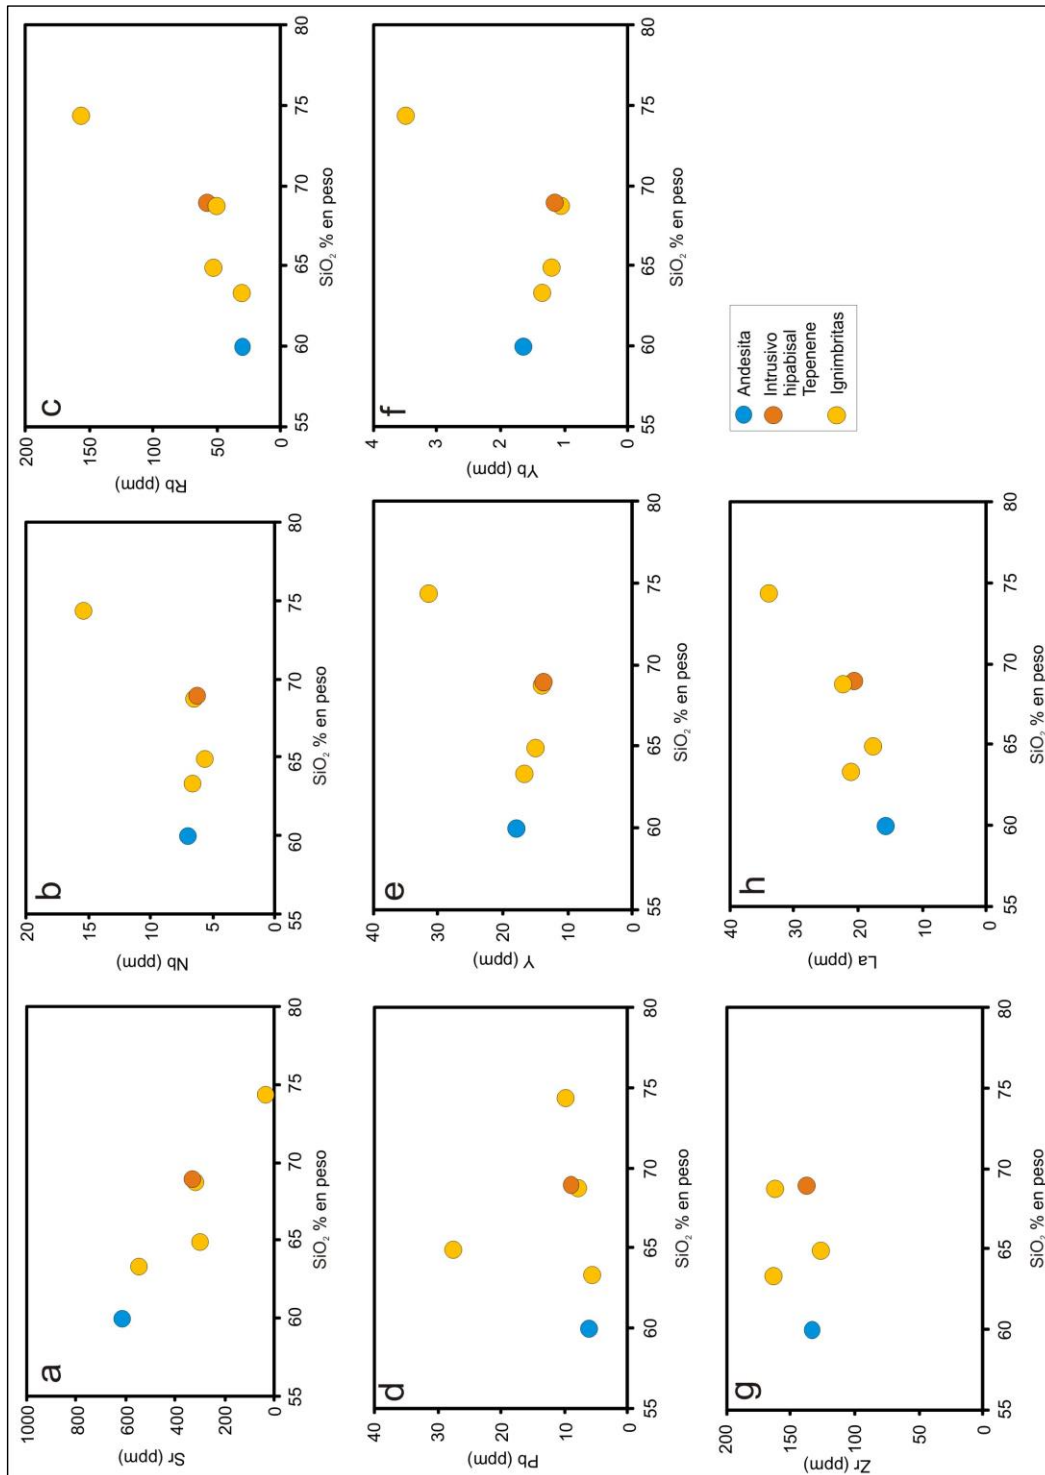 a
Sr (ppm)
1000
800
600
400
200
0
55 60 65 70 75 80
SiO₂ % en peso
b
Nb (ppm)
20
15
10
5
0
55 60 65 70 75 80
SiO₂ % en peso
c
Rb (ppm)
200
150
100
50
0
55 60 65 70 75 80
SiO₂ % en peso
d
Pb (ppm)
40
30
20
10
0
55 60 65 70 75 80
SiO₂ % en peso
e
Y (ppm)
40
30
20
10
0
55 60 65 70 75 80
SiO₂ % en peso
f
Yb (ppm)
4
3
2
1
0
55 60 65 70 75 80
SiO₂ % en peso
g
Zr (ppm)
200
150
100
50
0
55 60 65 70 75 80
SiO₂ % en peso
h
La (ppm)
40
30
20
10
0
55 60 65 70 75 80
SiO₂ % en peso
Andesita
Intrusivo
hipabisal
Tepenene
Ignimbritas